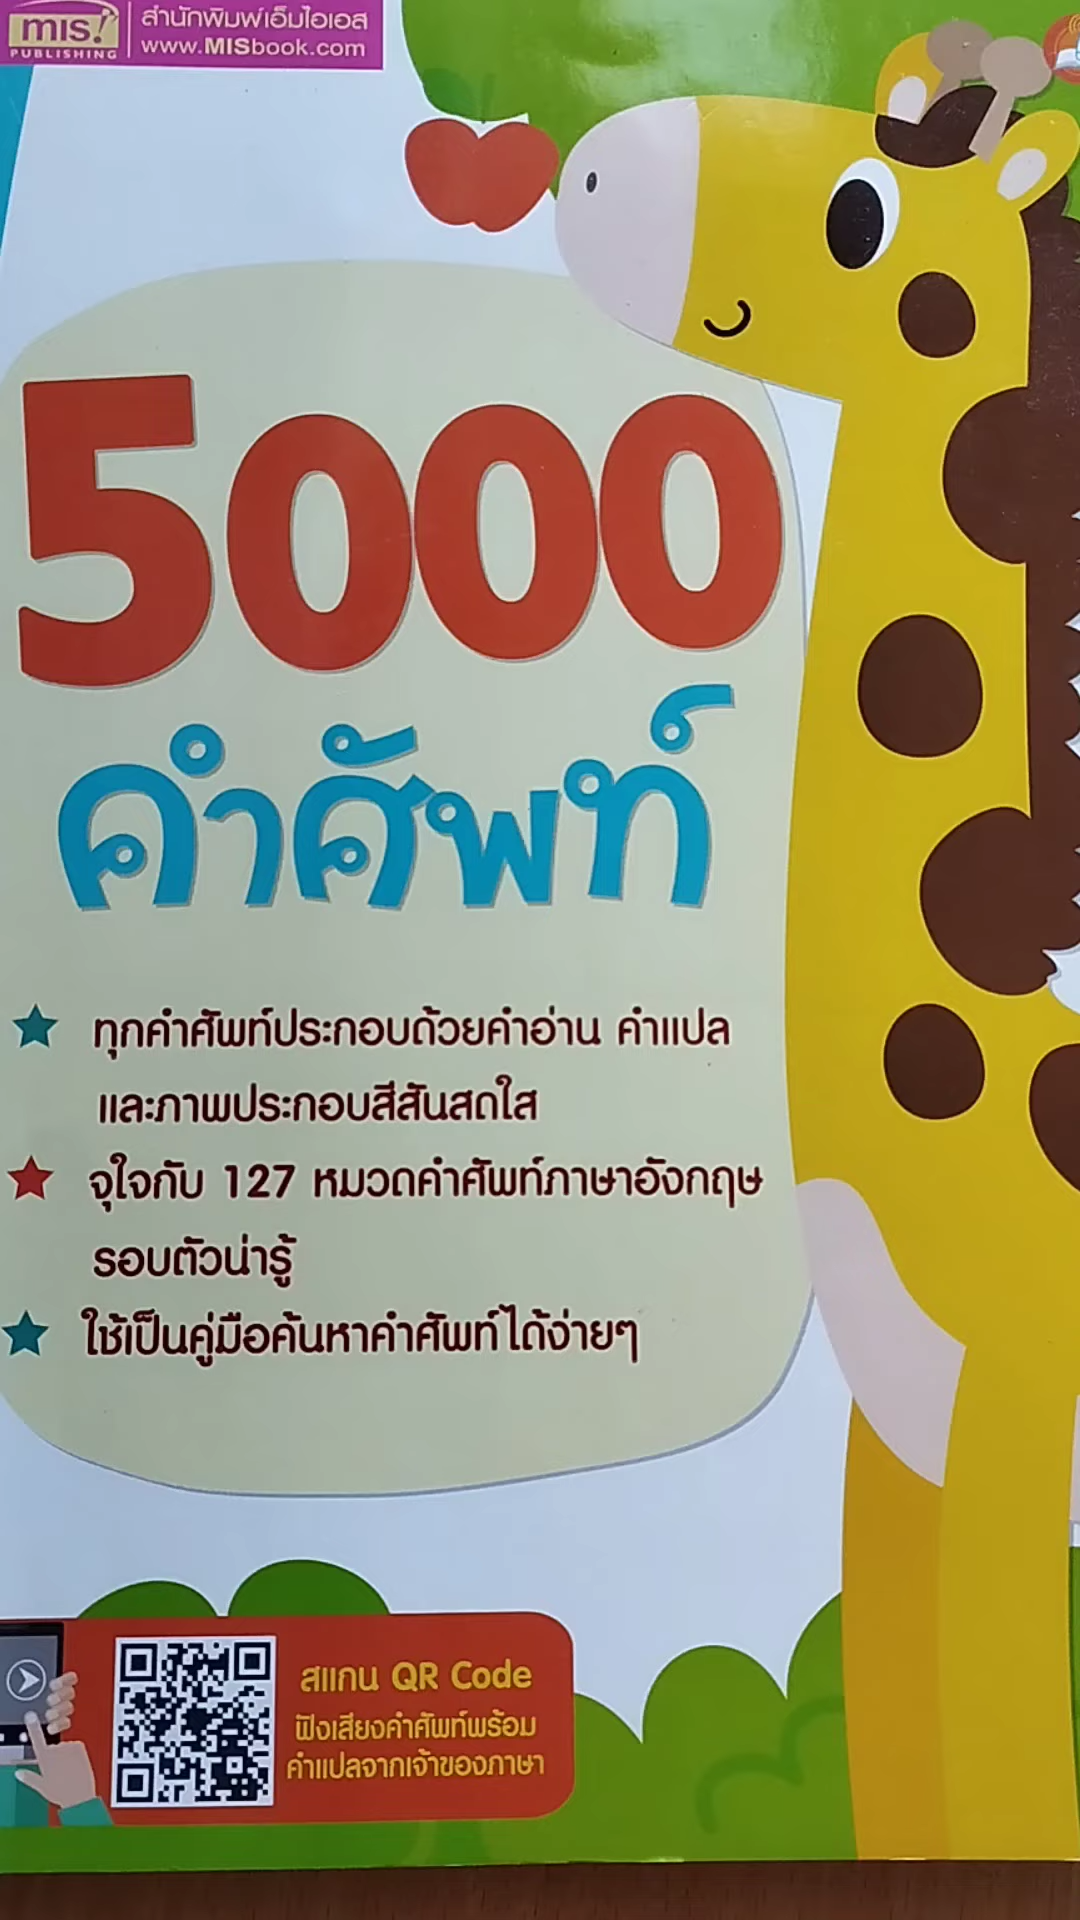 mis!
PUBLISHING
สำนักพิมพ์เอ็มไอเอส
www.MISbook.com
5000
คำศัพท์
ทุกคำศัพท์ประกอบด้วยคำอ่าน คำแปล
และภาพประกอบสีสันสดใส
จุใจกับ 127 หมวดคำศัพท์ภาษาอังกฤษ
รอบตัวน่ารู้
ใช้เป็นคู่มือค้นหาคำศัพท์ได้ง่ายๆ
สแกน QR Code
ฟังเสียงคำศัพท์พร้อม
คำแปลจากเจ้าของภาษา